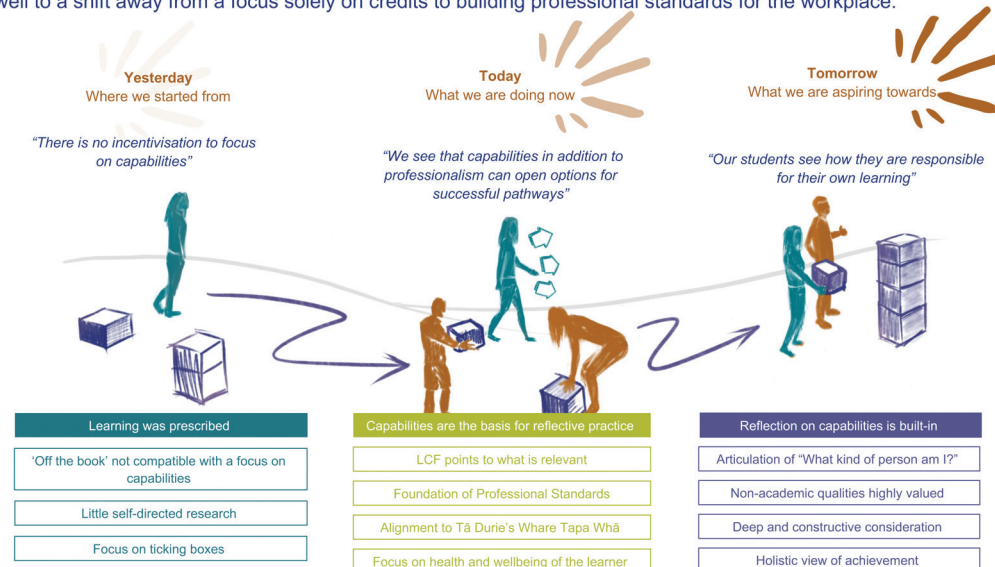 well to a shift away from a focus solely on credits to building professional standards for the workplace.
Yesterday
Where we started from
"There is no incentivisation to focus
on capabilities"
Today
What we are doing now
"We see that capabilities in addition to
professionalism can open options for
successful pathways"
Tomorrow
What we are aspiring towards
"Our students see how they are responsible
for their own learning"
Learning was prescribed
'Off the book' not compatible with a focus on
capabilities
Little self-directed research
Focus on ticking boxes
Capabilities are the basis for reflective practice
LCF points to what is relevant
Foundation of Professional Standards
Alignment to Tā Durie's Whare Tapa Whā
Focus on health and wellbeing of the learner
Reflection on capabilities is built-in
Articulation of "What kind of person am I?"
Non-academic qualities highly valued
Deep and constructive consideration
Holistic view of achievement